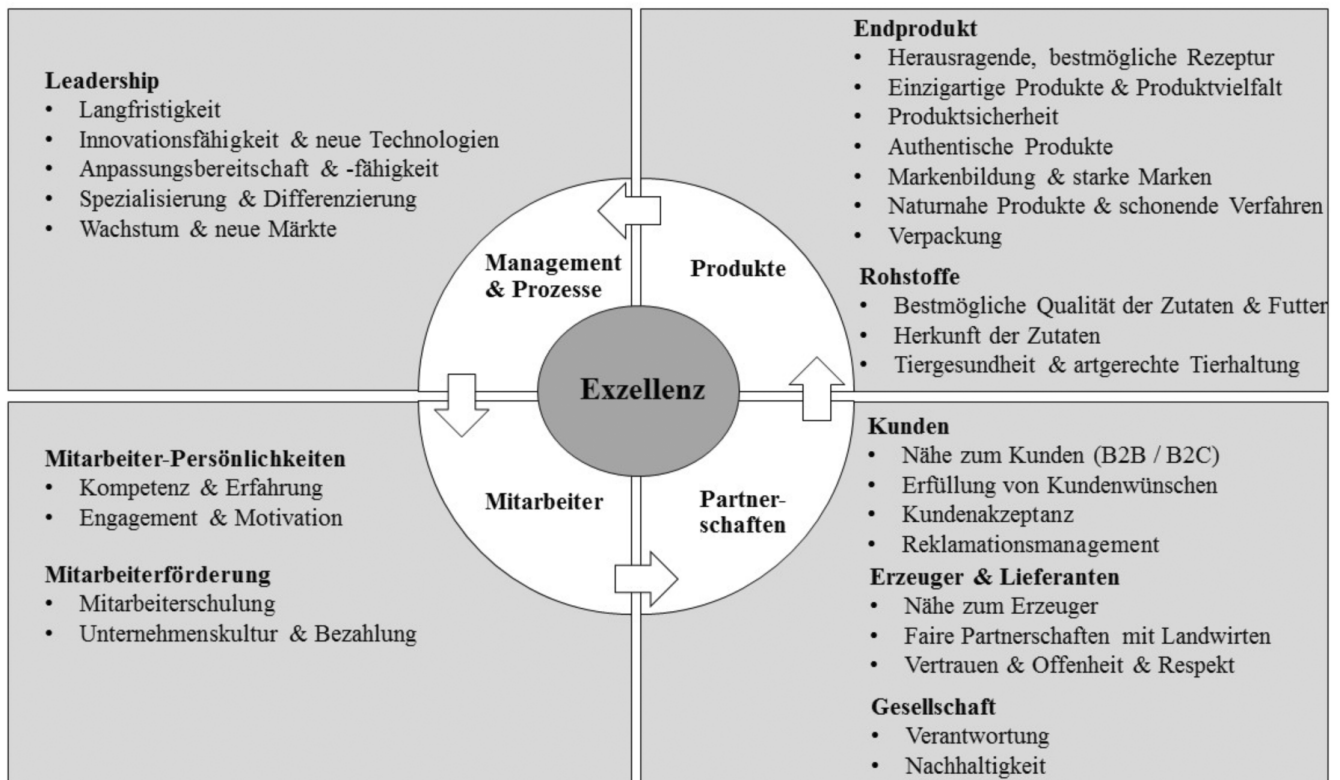 Leadership
• Langfristigkeit
• Innovationsfähigkeit & neue Technologien
• Anpassungsbereitschaft & -fähigkeit
• Spezialisierung & Differenzierung
• Wachstum & neue Märkte
Endprodukt
• Herausragende, bestmögliche Rezeptur
• Einzigartige Produkte & Produktvielfalt
• Produktsicherheit
• Authentische Produkte
• Markenbildung & starke Marken
• Naturnahe Produkte & schonende Verfahren
• Verpackung
Rohstoffe
• Bestmögliche Qualität der Zutaten & Futter
• Herkunft der Zutaten
• Tiergesundheit & artgerechte Tierhaltung
Management
& Prozesse
Produkte
Exzellenz
Mitarbeiter
Partner-
schaften
Mitarbeiter-Persönlichkeiten
• Kompetenz & Erfahrung
• Engagement & Motivation
Mitarbeiterförderung
• Mitarbeiterschulung
• Unternehmenskultur & Bezahlung
Kunden
• Nähe zum Kunden (B2B / B2C)
• Erfüllung von Kundenwünschen
• Kundenakzeptanz
• Reklamationsmanagement
Erzeuger & Lieferanten
• Nähe zum Erzeuger
• Faire Partnerschaften mit Landwirten
• Vertrauen & Offenheit & Respekt
Gesellschaft
• Verantwortung
• Nachhaltigkeit